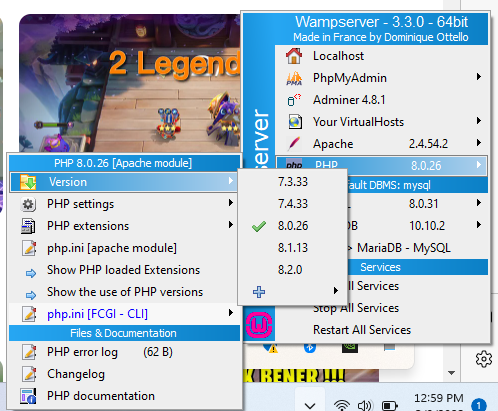 2 Legend
Wampserver - 3.3.0 - 64bit
Made in France by Dominique Ottello
Localhost
PhpMyAdmin
Adminer 4.8.1
Your VirtualHosts
Apache 2.4.54.2
PHP 8.0.26
ault DBMS: mysql
8.0.31
DB 10.10.2
> MariaDB - MySQL
Services
All Services
Stop All Services
Restart All Services
server
PHP 8.0.26 [Apache module]
Version
PHP settings
PHP extensions
php.ini [apache module]
Show PHP loaded Extensions
Show the use of PHP versions
php.ini [FCGI - CLI]
Files & Documentation
PHP error log (62 B)
Changelog
PHP documentation
7.3.33
7.4.33
8.0.26
8.1.13
8.2.0
K BENER !!!
12:59 PM
1